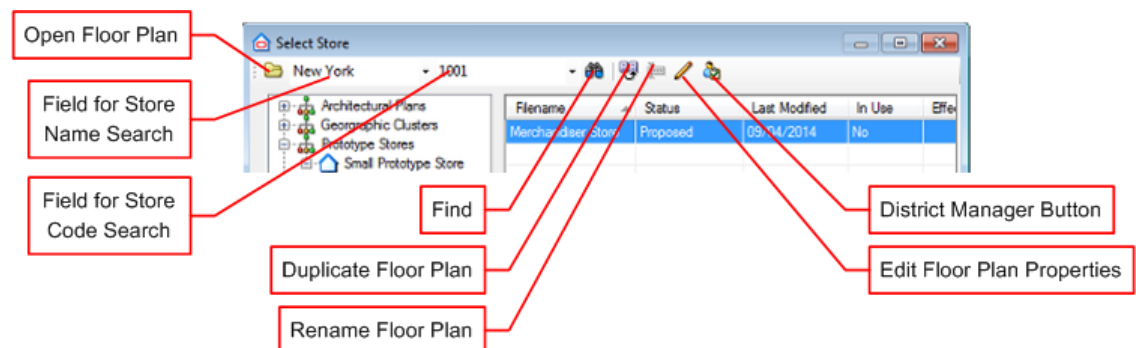 Open Floor Plan
Select Store
New York
1001
Field for Store
Name Search
Architectural Plans
Georgraphic Clusters
Prototype Stores
Small Prototype Store
Filename
Status
Last Modified
In Use
Effe
Merchandiser Store
Proposed
09/04/2014
No
Field for Store
Code Search
Find
District Manager Button
Duplicate Floor Plan
Edit Floor Plan Properties
Rename Floor Plan